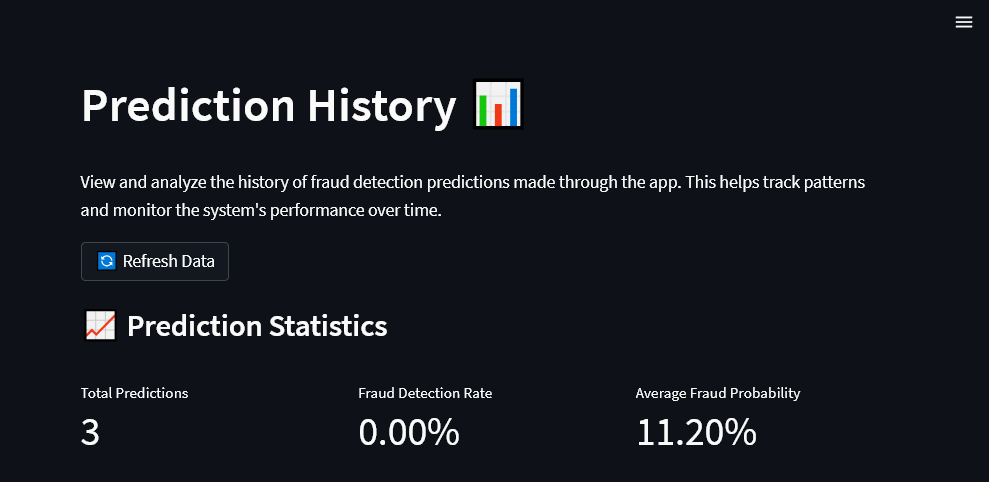 Prediction History
View and analyze the history of fraud detection predictions made through the app. This helps track patterns
and monitor the system's performance over time.
Refresh Data
Prediction Statistics
Total Predictions
3
Fraud Detection Rate
0.00%
Average Fraud Probability
11.20%